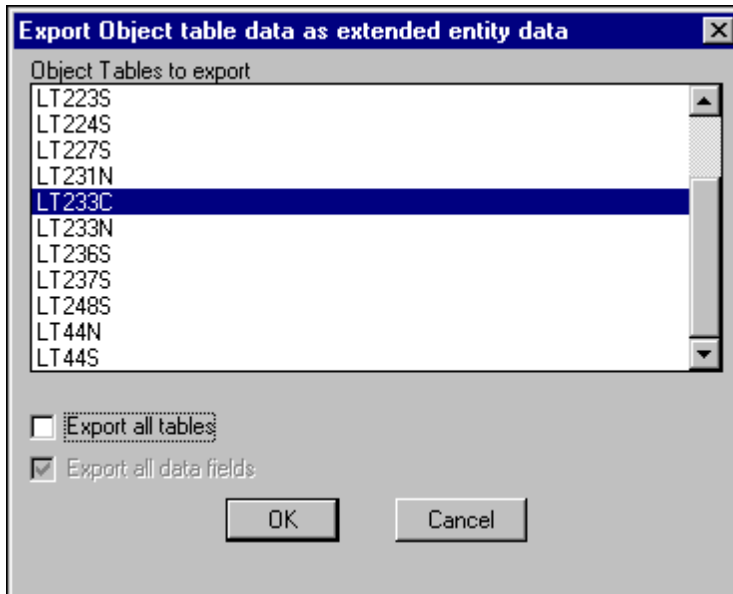 Export Object table data as extended entity data
Object Tables to export
LT223S
LT224S
LT227S
LT231N
LT233C
LT233N
LT236S
LT237S
LT248S
LT44N
LT44S
Export all tables
Export all data fields
OK
Cancel